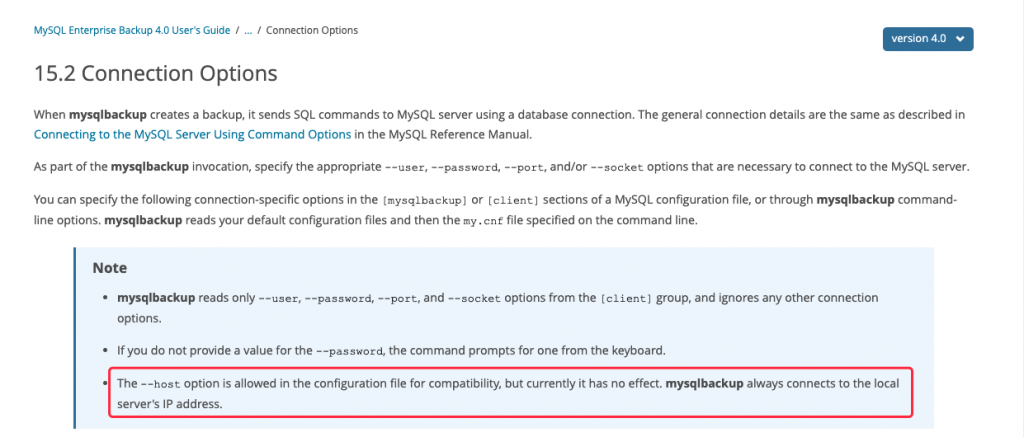 MySQL Enterprise Backup 4.0 User's Guide / ... / Connection Options
version 4.0
15.2 Connection Options
When mysqlbackup creates a backup, it sends SQL commands to MySQL server using a database connection. The general connection details are the same as described in
Connecting to the MySQL Server Using Command Options in the MySQL Reference Manual.
As part of the mysqlbackup invocation, specify the appropriate --user, --password, --port, and/or --socket options that are necessary to connect to the MySQL server.
You can specify the following connection-specific options in the [mysqlbackup] or [client] sections of a MySQL configuration file, or through mysqlbackup command-
line options. mysqlbackup reads your default configuration files and then the my.cnf file specified on the command line.
Note
• mysqlbackup reads only --user, --password, --port, and --socket options from the [client] group, and ignores any other connection
options.
• If you do not provide a value for the --password, the command prompts for one from the keyboard.
• The --host option is allowed in the configuration file for compatibility, but currently it has no effect. mysqlbackup always connects to the local
server's IP address.